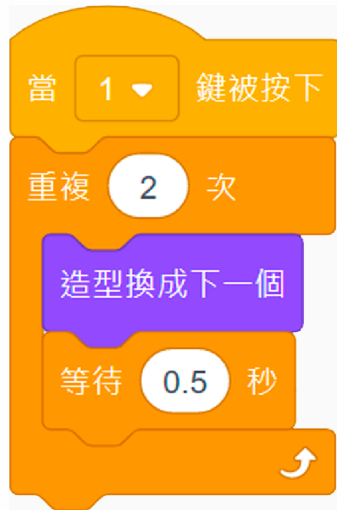 當 1 鍵被按下
重複 2 次
造型換成下一個
等待 0.5 秒